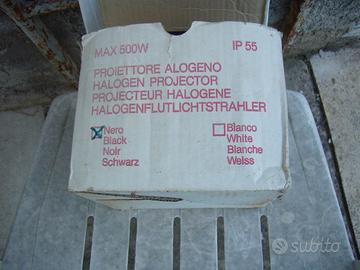 MAX 500W IP 55
PROIETTORE ALOGENO
HALOGEN PROJECTOR
PROJECTEUR HALOGENE
HALOGENFLUTLICHTSTRAHLER
Nero
Black
Noir
Schwarz
Bianco
White
Blanche
Weiss
subito